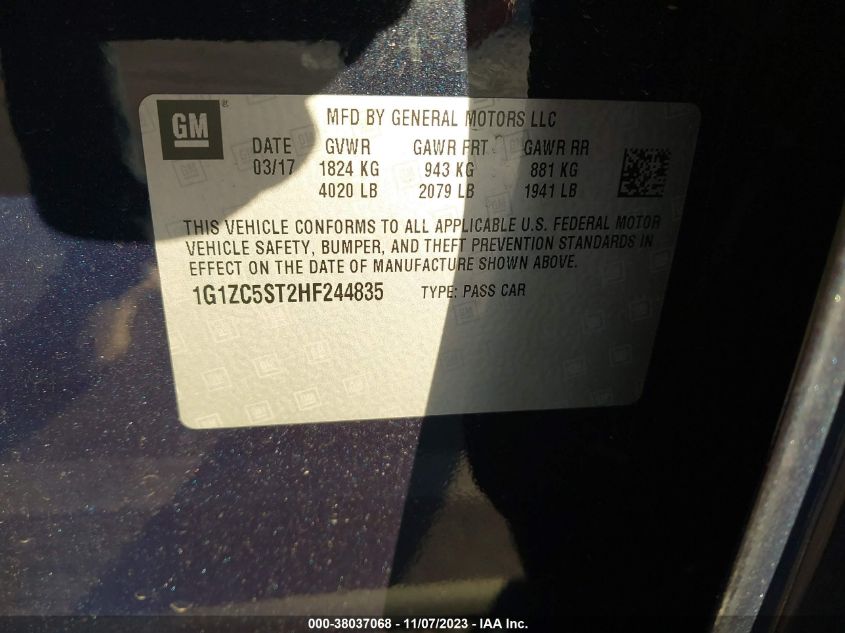 GM®
MFD BY GENERAL MOTORS LLC
DATE GVWR GAWR FRT GAWR RR
03/17 1824 KG 943 KG 881 KG
4020 LB 2079 LB 1941 LB
THIS VEHICLE CONFORMS TO ALL APPLICABLE U.S. FEDERAL MOTOR
VEHICLE SAFETY, BUMPER, AND THEFT PREVENTION STANDARDS IN
EFFECT ON THE DATE OF MANUFACTURE SHOWN ABOVE.
1G1ZC5ST2HF244835 TYPE: PASS CAR
000-38037068 - 11/07/2023 - IAA Inc.